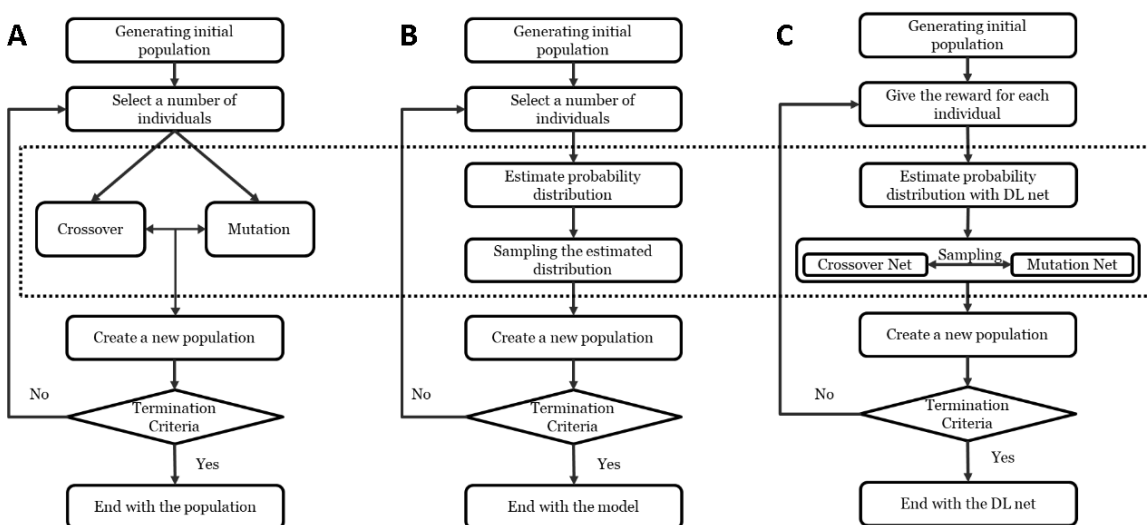 A
Generating initial
population
Select a number of
individuals
Crossover
Mutation
Create a new population
No
Termination
Criteria
Yes
End with the population
B
Generating initial
population
Select a number of
individuals
Estimate probability
distribution
Sampling the estimated
distribution
Create a new population
No
Termination
Criteria
Yes
End with the model
C
Generating initial
population
Give the reward for each
individual
Estimate probability
distribution with DL net
Sampling
Crossover Net
Mutation Net
Create a new population
No
Termination
Criteria
Yes
End with the DL net